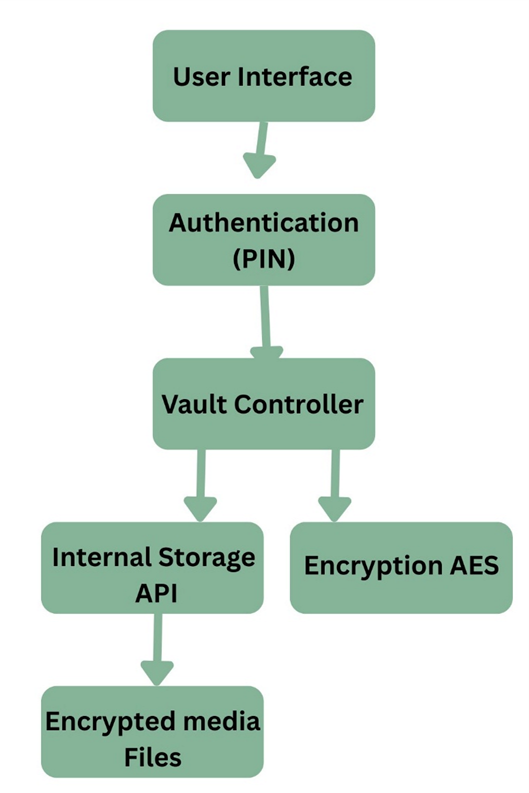 User Interface
Authentication
(PIN)
Vault Controller
Internal Storage
API
Encryption AES
Encrypted media
Files